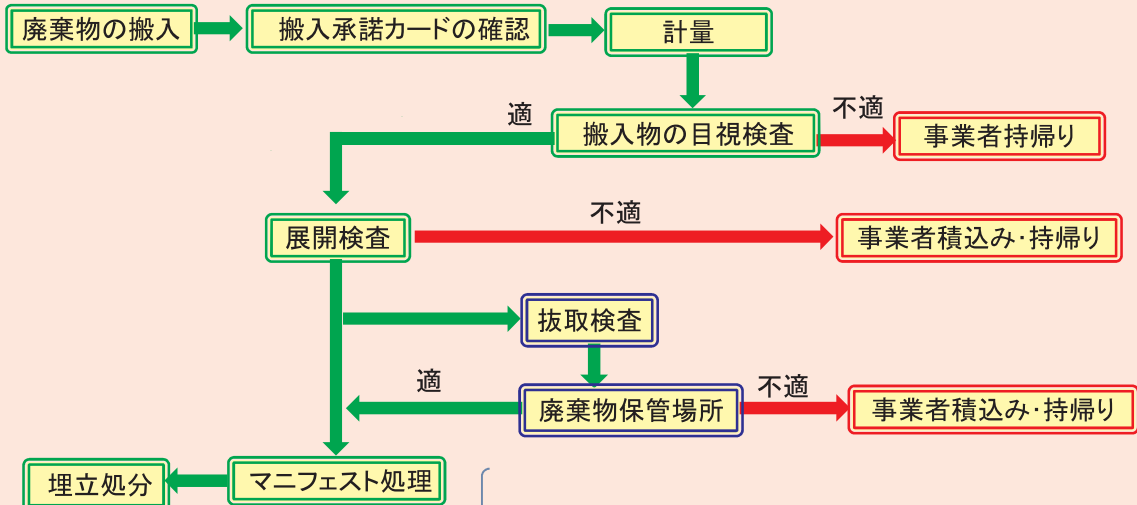 廃棄物の搬入
搬入承諾カードの確認
計量
適
搬入物の目視検査
不適
事業者持帰り
展開検査
不適
事業者積込み・持帰り
抜取検査
適
廃棄物保管場所
不適
事業者積込み・持帰り
埋立処分
マニフェスト処理